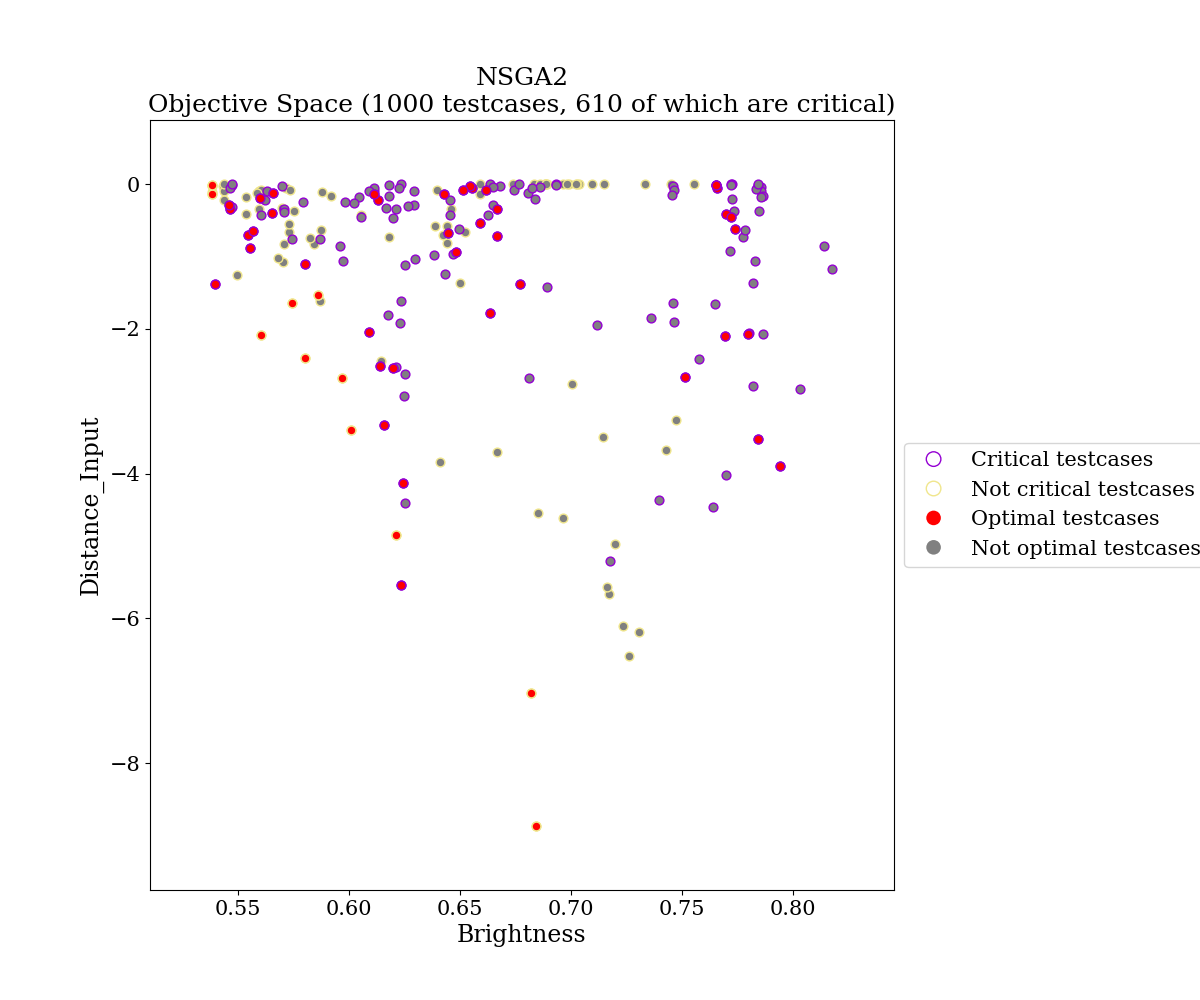 NSGA2
Objective Space (1000 testcases, 610 of which are critical)
0
−2
−4
−6
−8
Distance_Input
0.55
0.60
0.65
0.70
0.75
0.80
Brightness
Critical testcases
Not critical testcases
Optimal testcases
Not optimal testcases